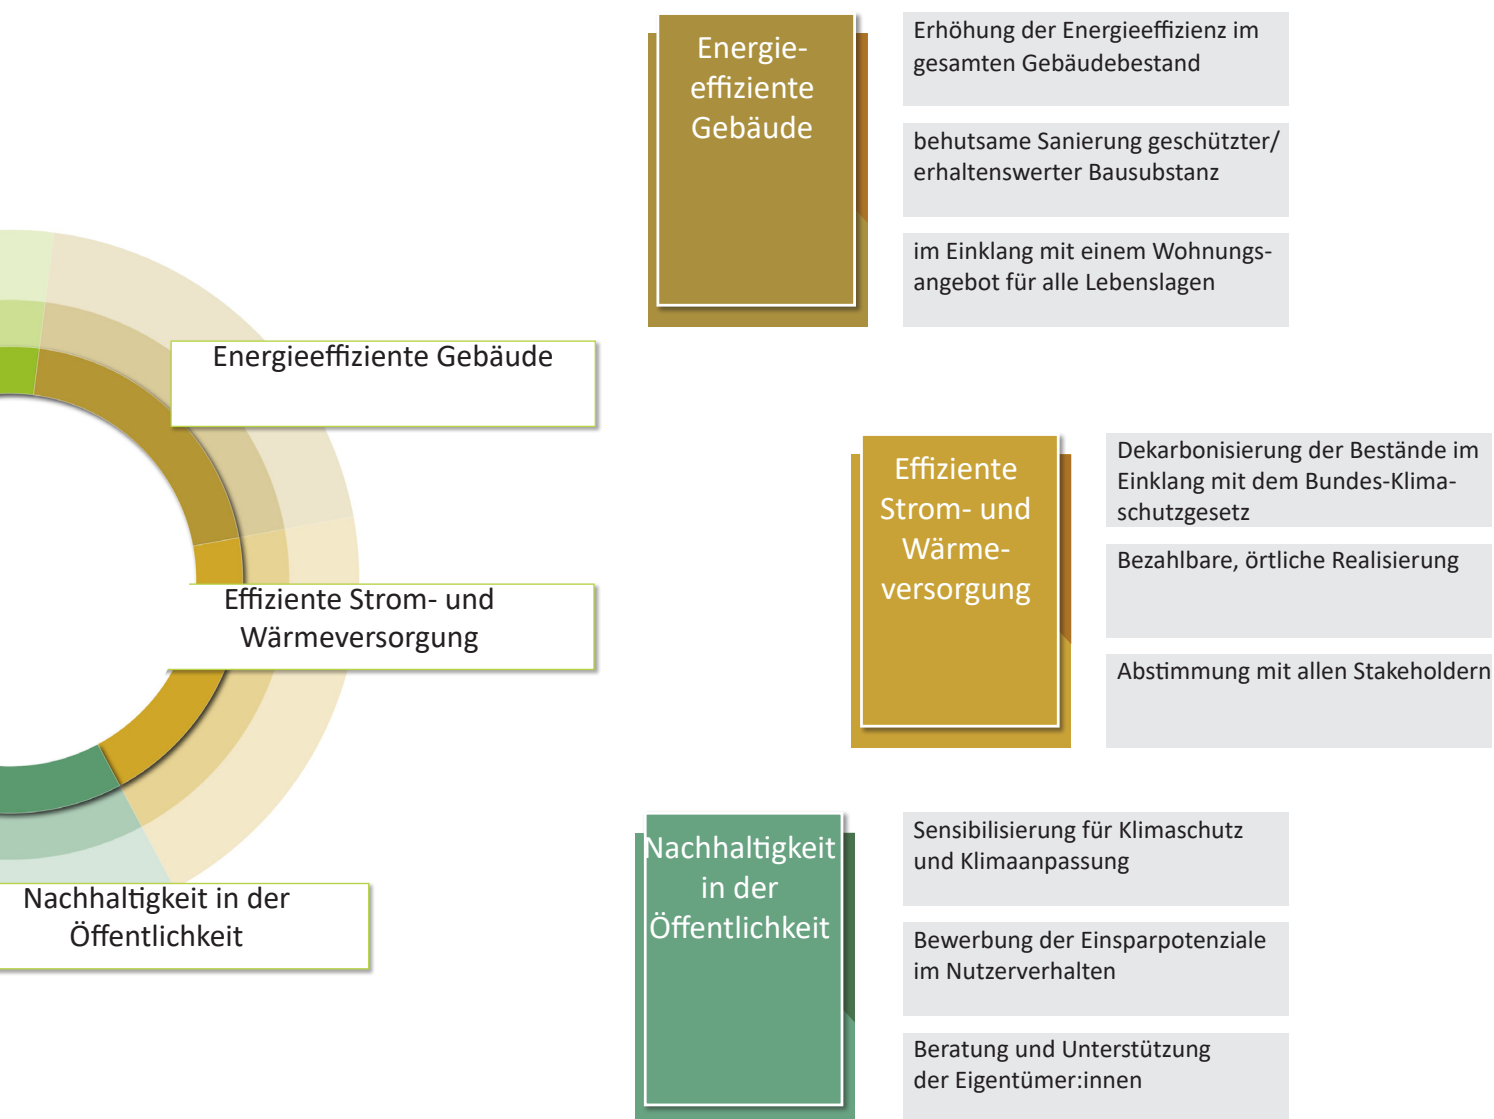 Energieeffiziente Gebäude
Effiziente Strom- und
Wärmeversorgung
Nachhaltigkeit in der
Öffentlichkeit
Energie-
effiziente
Gebäude
Erhöhung der Energieeffizienz im
gesamten Gebäudebestand
behutsame Sanierung geschützter/
erhaltenswerter Bausubstanz
im Einklang mit einem Wohnungs-
angebot für alle Lebenslagen
Effiziente
Strom- und
Wärme-
versorgung
Dekarbonisierung der Bestände im
Einklang mit dem Bundes-Klima-
schutzgesetz
Bezahlbare, örtliche Realisierung
Abstimmung mit allen Stakeholdern
Nachhaltigkeit
in der
Öffentlichkeit
Sensibilisierung für Klimaschutz
und Klimaanpassung
Bewerbung der Einsparpotenziale
im Nutzerverhalten
Beratung und Unterstützung
der Eigentümer:innen